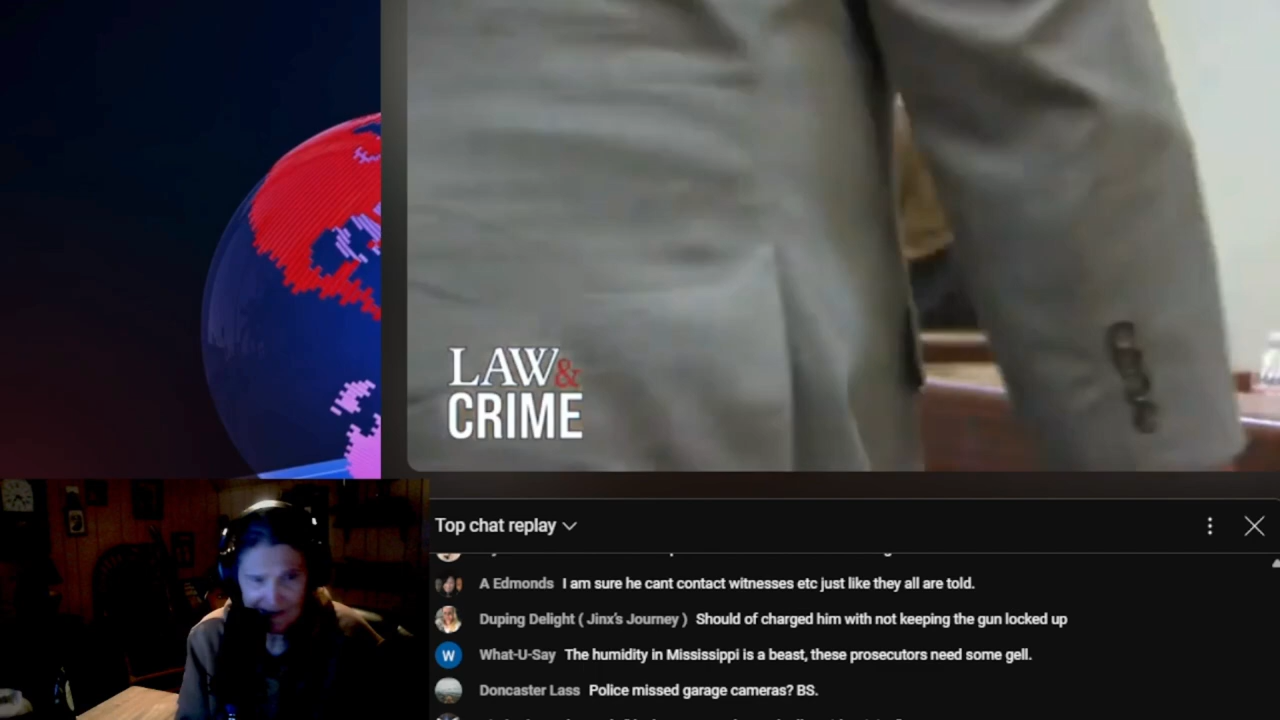 LAW&
CRIME
Top chat replay
A Edmonds I am sure he cant contact witnesses etc just like they all are told.
Duping Delight ( Jinx's Journey ) Should of charged him with not keeping the gun locked up
W What-U-Say The humidity in Mississippi is a beast, these prosecutors need some gell.
Doncaster Lass Police missed garage cameras? BS.